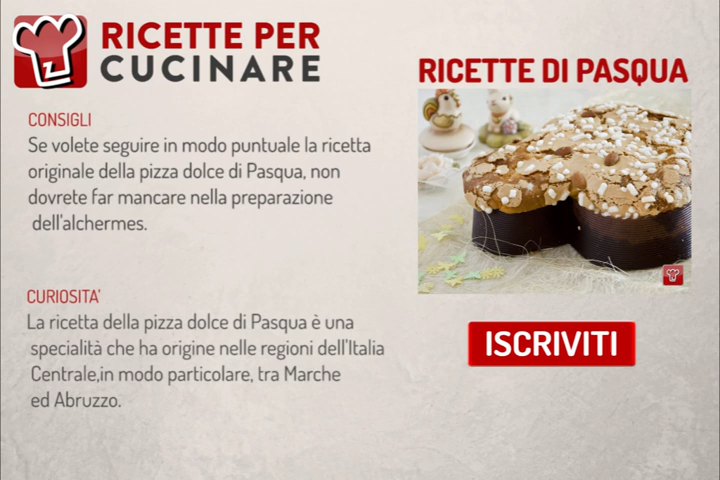 RICETTE PER
CUCINARE
RICETTE DI PASQUA
CONSIGLI
Se volete seguire in modo puntuale la ricetta
originale della pizza dolce di Pasqua, non
dovrete far mancare nella preparazione
dell'alchermes.
CURIOSITA'
La ricetta della pizza dolce di Pasqua è una
specialità che ha origine nelle regioni dell'Italia
Centrale,in modo particolare, tra Marche
ed Abruzzo.
ISCRIVITI